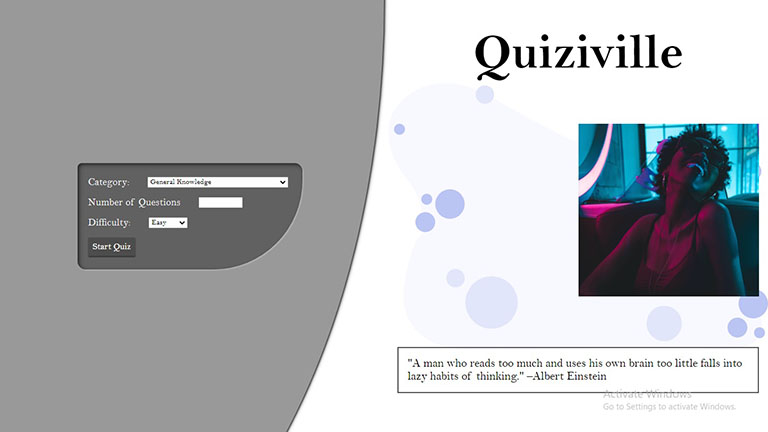 Quiziville
Category: General Knowledge
Number of Questions
Difficulty: Easy
Start Quiz
"A man who reads too much and uses his own brain too little falls into
lazy habits of thinking." –Albert Einstein
Activate Windows
Go to Settings to activate Windows.